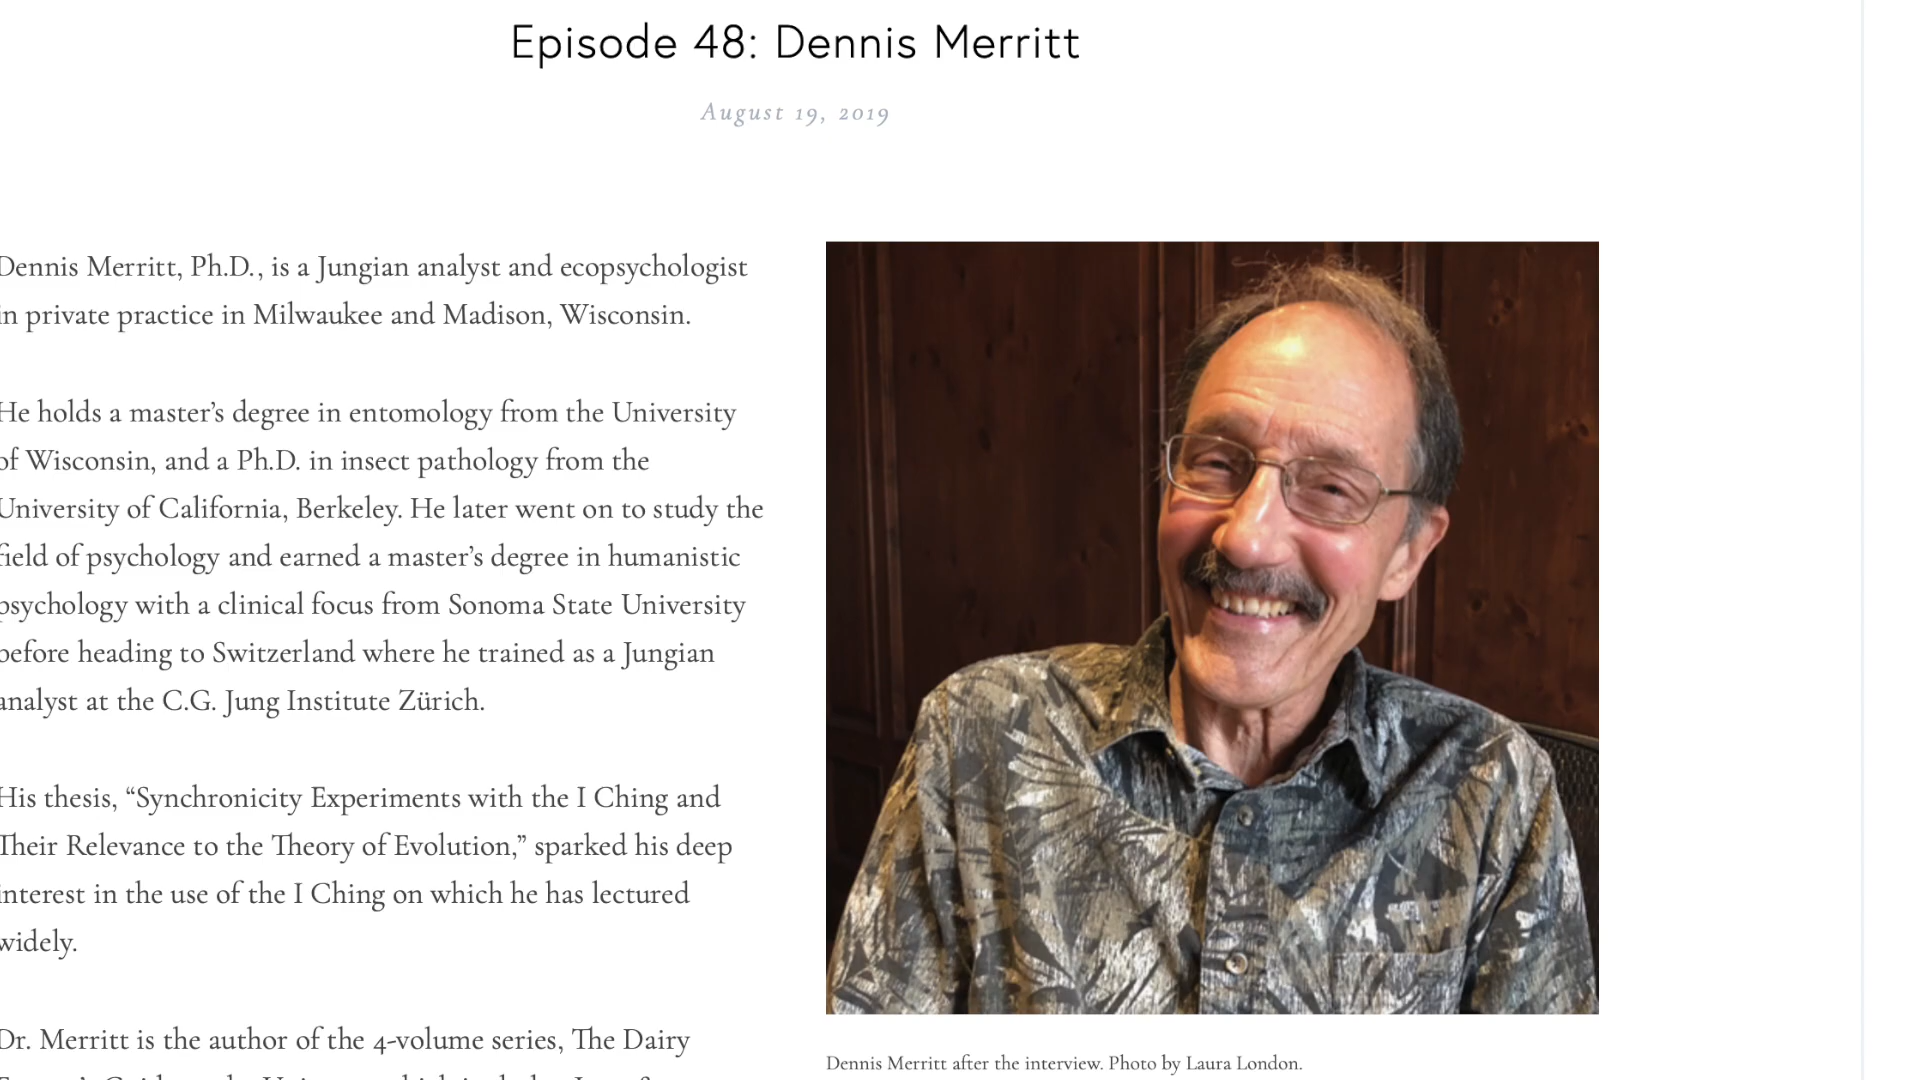 Episode 48: Dennis Merritt
August 19, 2019
Dennis Merritt, Ph.D., is a Jungian analyst and ecopsychologist
in private practice in Milwaukee and Madison, Wisconsin.
He holds a master’s degree in entomology from the University
of Wisconsin, and a Ph.D. in insect pathology from the
University of California, Berkeley. He later went on to study the
field of psychology and earned a master’s degree in humanistic
psychology with a clinical focus from Sonoma State University
before heading to Switzerland where he trained as a Jungian
analyst at the C.G. Jung Institute Zürich.
His thesis, “Synchronicity Experiments with the I Ching and
Their Relevance to the Theory of Evolution,” sparked his deep
interest in the use of the I Ching on which he has lectured
widely.
Dr. Merritt is the author of the 4-volume series, The Dairy
Dennis Merritt after the interview. Photo by Laura London.